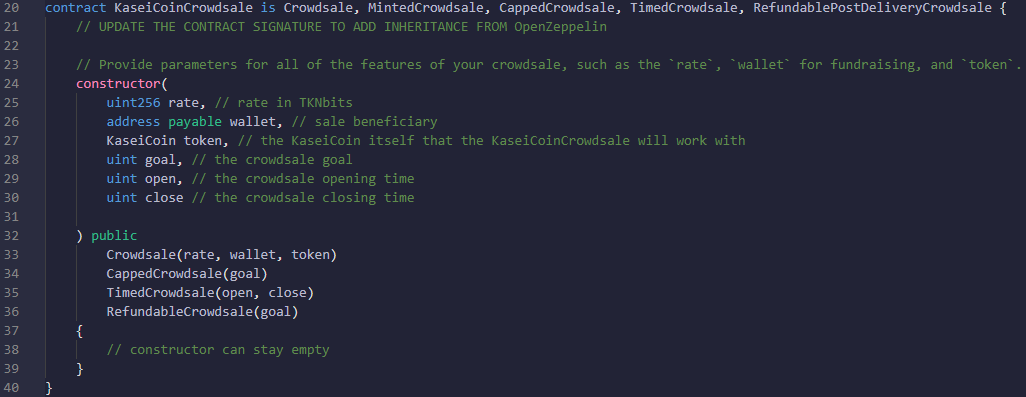 20 contract KaseiCoinCrowdsale is Crowdsale, MintedCrowdsale, CappedCrowdsale, TimedCrowdsale, RefundablePostDeliveryCrowdsale {
21 // UPDATE THE CONTRACT SIGNATURE TO ADD INHERITANCE FROM OpenZeppelin
22
23 // Provide parameters for all of the features of your crowdsale, such as the `rate`, `wallet` for fundraising, and `token`.
24 constructor(
25 uint256 rate, // rate in TKNbits
26 address payable wallet, // sale beneficiary
27 KaseiCoin token, // the KaseiCoin itself that the KaseiCoinCrowdsale will work with
28 uint goal, // the crowdsale goal
29 uint open, // the crowdsale opening time
30 uint close // the crowdsale closing time
31
32 ) public
33 Crowdsale(rate, wallet, token)
34 CappedCrowdsale(goal)
35 TimedCrowdsale(open, close)
36 RefundableCrowdsale(goal)
37 {
38 // constructor can stay empty
39 }
40 }